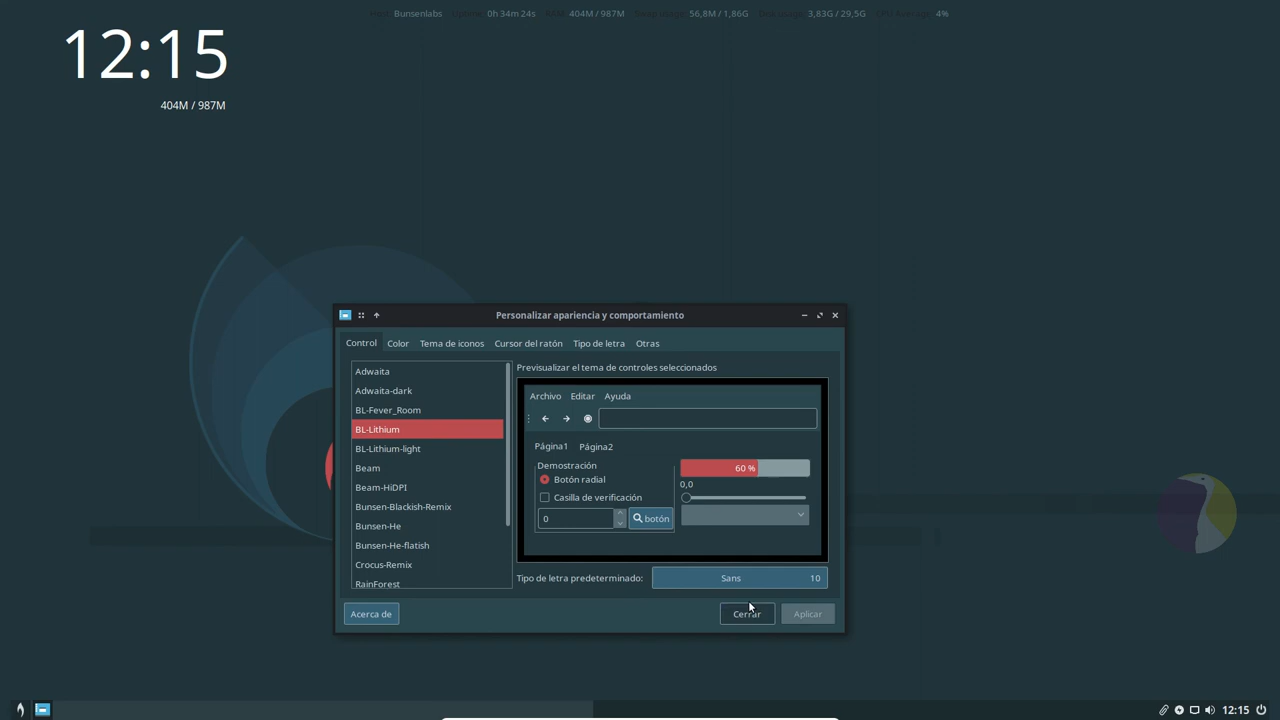 Bunsenlabs 0h 34m 24s 404M / 987M 56,8M / 1,86G 3,83G / 29,5G 4%
12:15
404M / 987M
Personalizar apariencia y comportamiento
Control Color Tema de iconos Cursor del ratón Tipo de letra Otras
Adwaita
Adwaita-dark
BL-Fever_Room
BL-Lithium
BL-Lithium-light
Beam
Beam-HiDPI
Bunsen-Blackish-Remix
Bunsen-He
Bunsen-He-flatish
Crocus-Remix
RainForest
Previsualizar el tema de controles seleccionados
Archivo Editar Ayuda
Página1 Página2
Demostración
Botón radial
Casilla de verificación
0 botón
60 %
0,0
Tipo de letra predeterminado: Sans 10
Acerca de Cerrar Aplicar
12:15